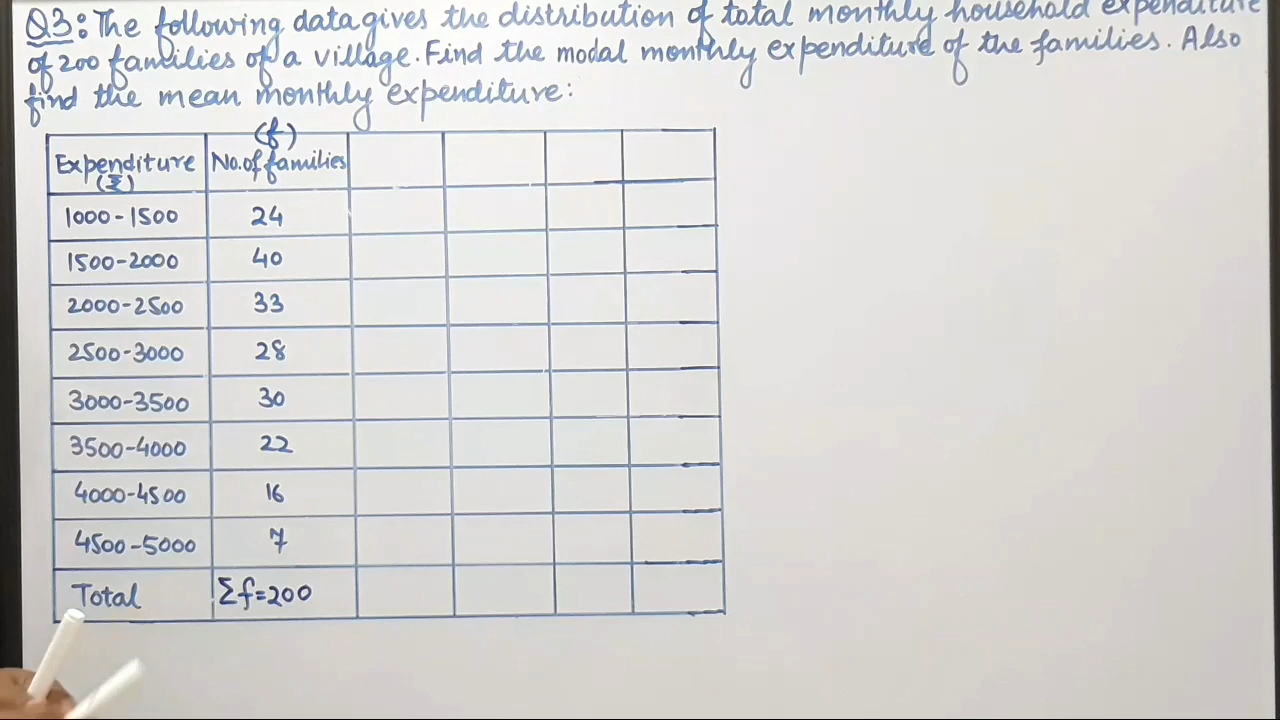 Q3: The following data gives the distribution of total monthly household expenditure
of 200 families of a village. Find the modal monthly expenditure of the families. Also
find the mean monthly expenditure:
(f)
Expenditure No. of families
(₹)
1000-1500 24
1500-2000 40
2000-2500 33
2500-3000 28
3000-3500 30
3500-4000 22
4000-4500 16
4500-5000 7
Total Σf=200